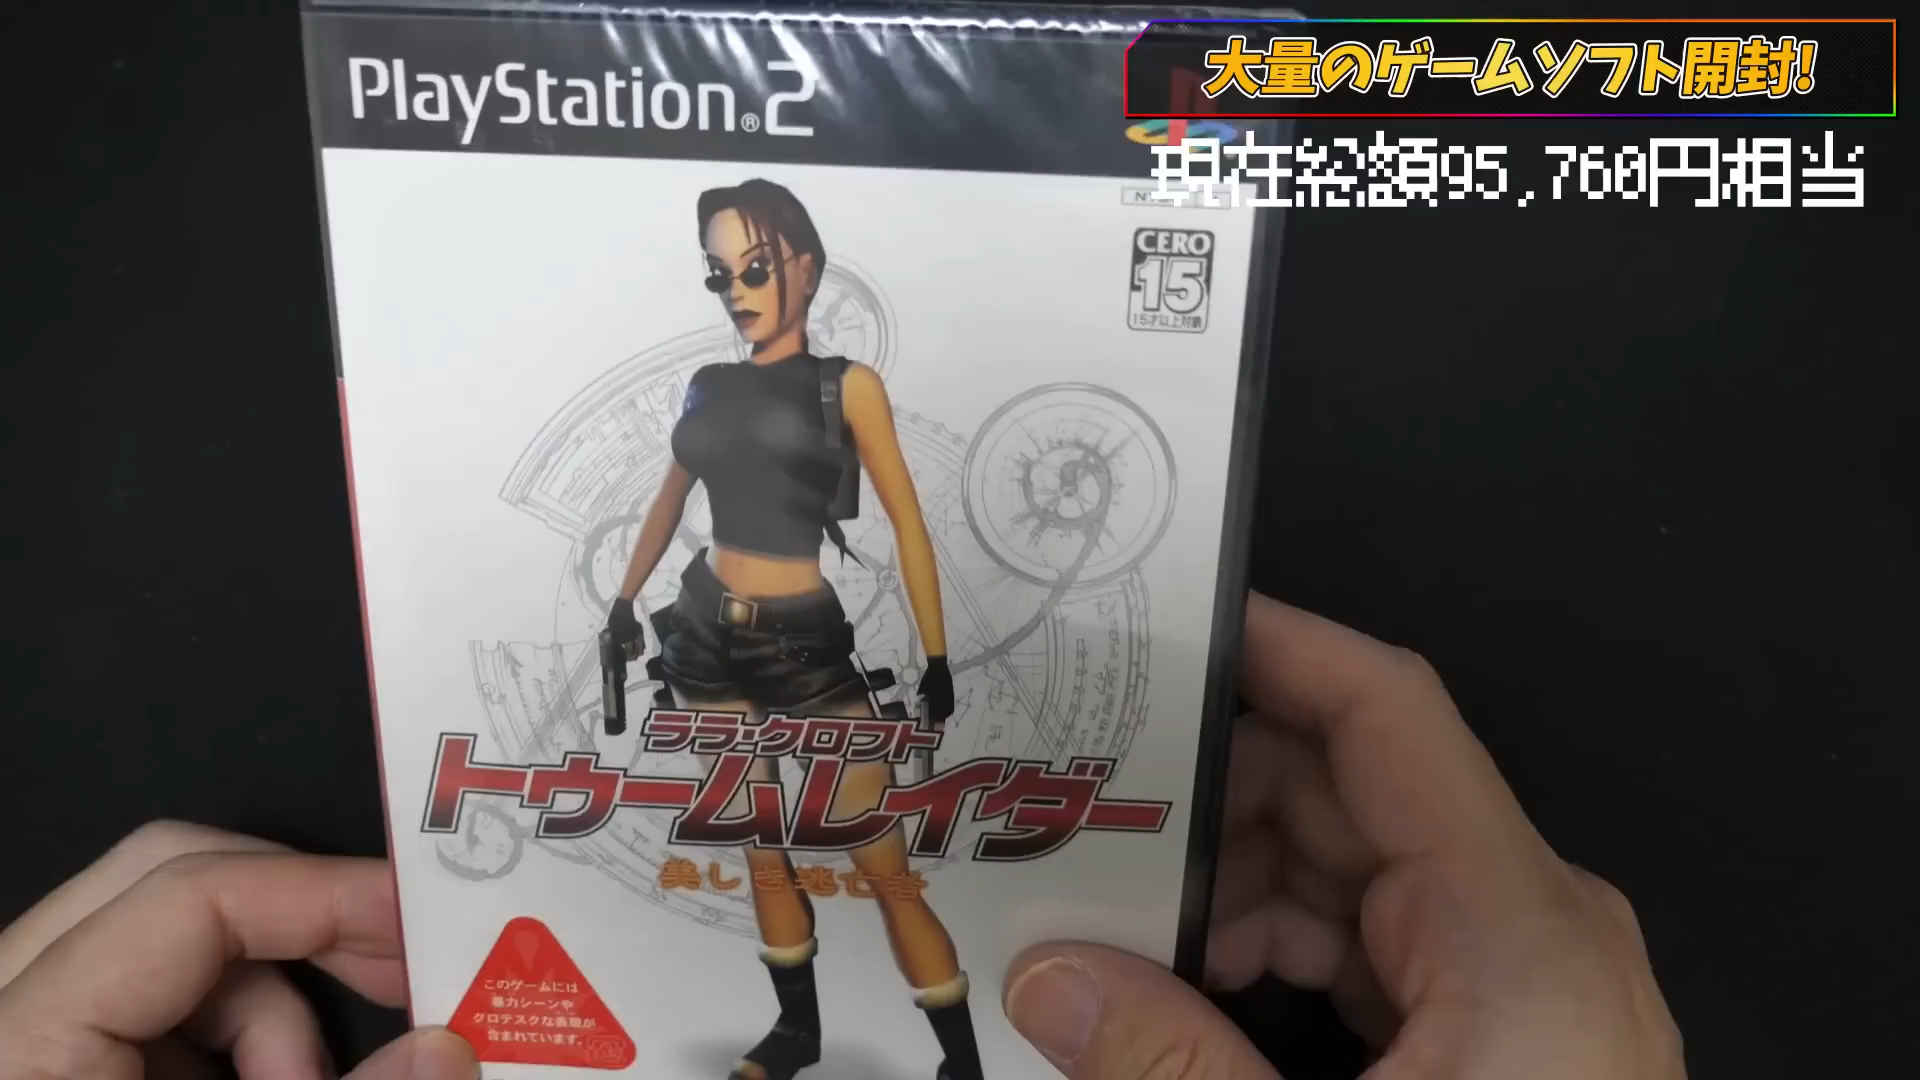 大量のゲームソフト開封!
現在総額95,760円相当
PlayStation®2
CERO
15
15才以上対象
ララ・クロフト
トゥームレイダー
美しき逃亡者
このゲームには
暴力シーンや
グロテスクな表現が
含まれています。